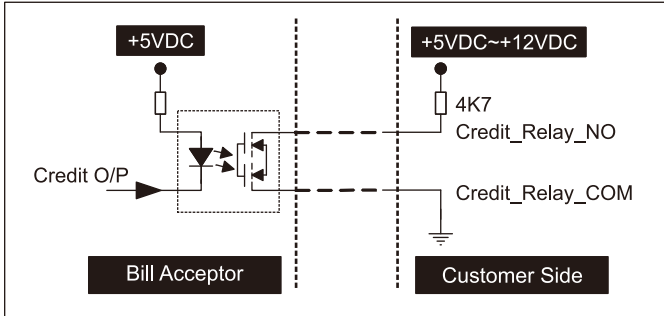 +5VDC
+5VDC~+12VDC
4K7
Credit_Relay_NO
Credit O/P
Credit_Relay_COM
Bill Acceptor
Customer Side